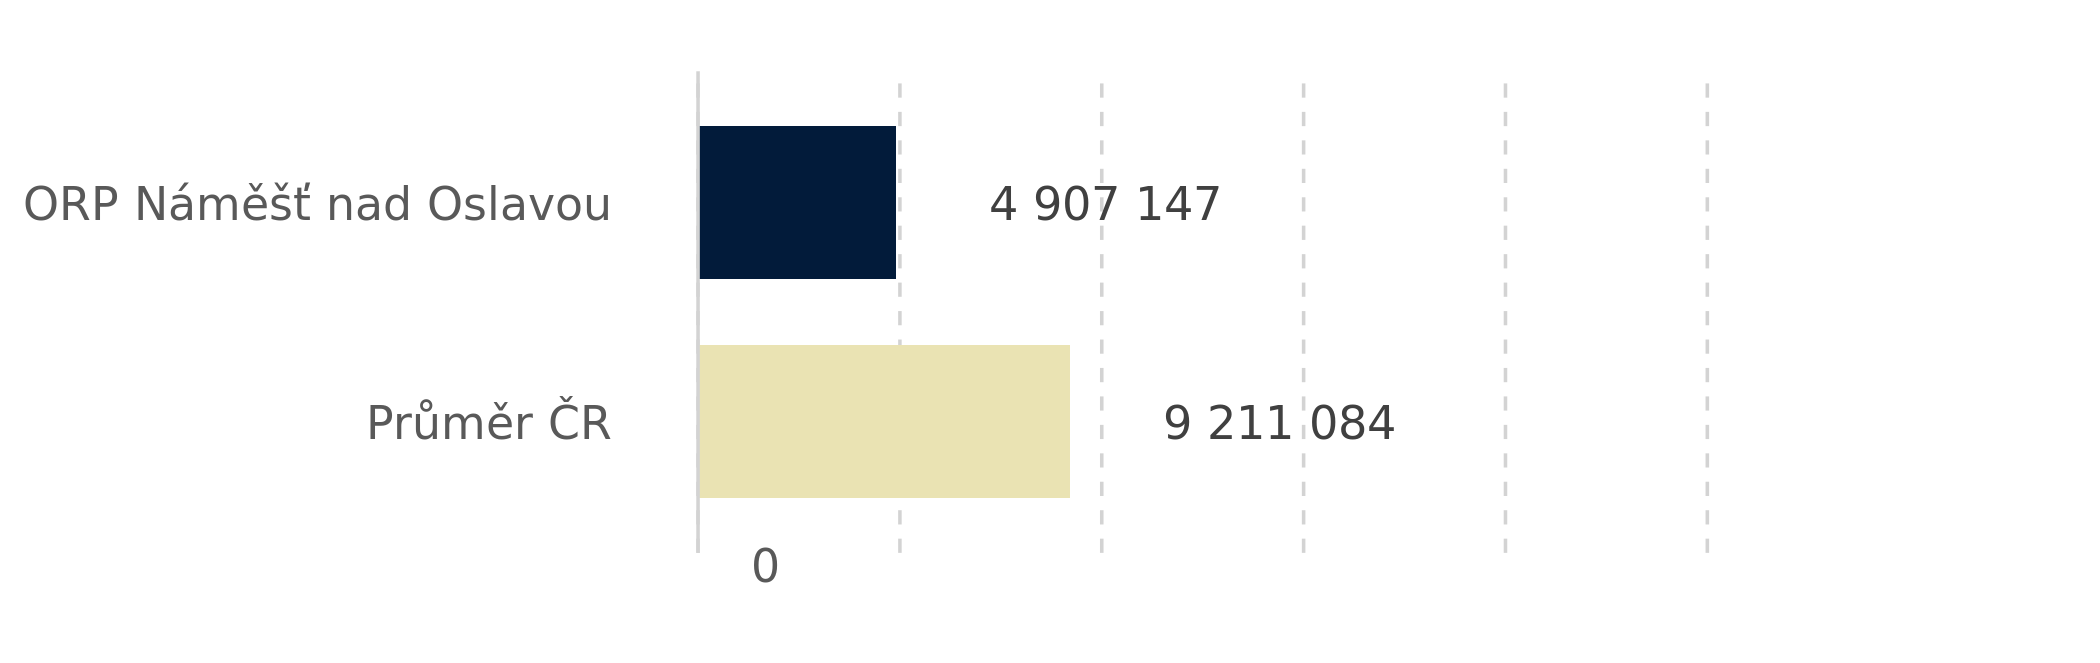 ORP Náměšť nad Oslavou 4 907 147
Průměr ČR 9 211 084
0